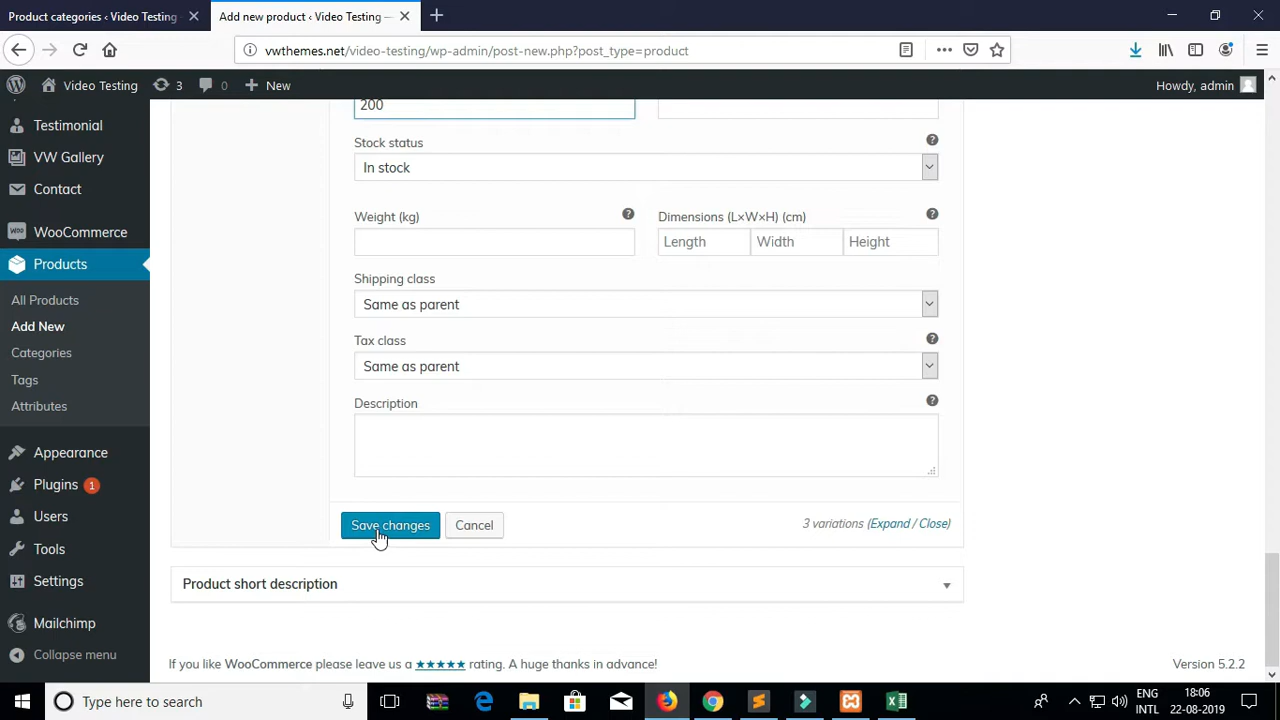 Product categories ‹ Video Testing
Add new product ‹ Video Testing —
vwthemes.net/video-testing/wp-admin/post-new.php?post_type=product
Video Testing
3
0
New
Howdy, admin
Testimonial
VW Gallery
Contact
WooCommerce
Products
All Products
Add New
Categories
Tags
Attributes
Appearance
Plugins 1
Users
Tools
Settings
Mailchimp
Collapse menu
200
Stock status
In stock
Weight (kg)
Dimensions (L×W×H) (cm)
Length
Width
Height
Shipping class
Same as parent
Tax class
Same as parent
Description
Save changes
Cancel
3 variations (Expand / Close)
Product short description
If you like WooCommerce please leave us a ★★★★★ rating. A huge thanks in advance!
Version 5.2.2
Type here to search
ENG
INTL
18:06
22-08-2019